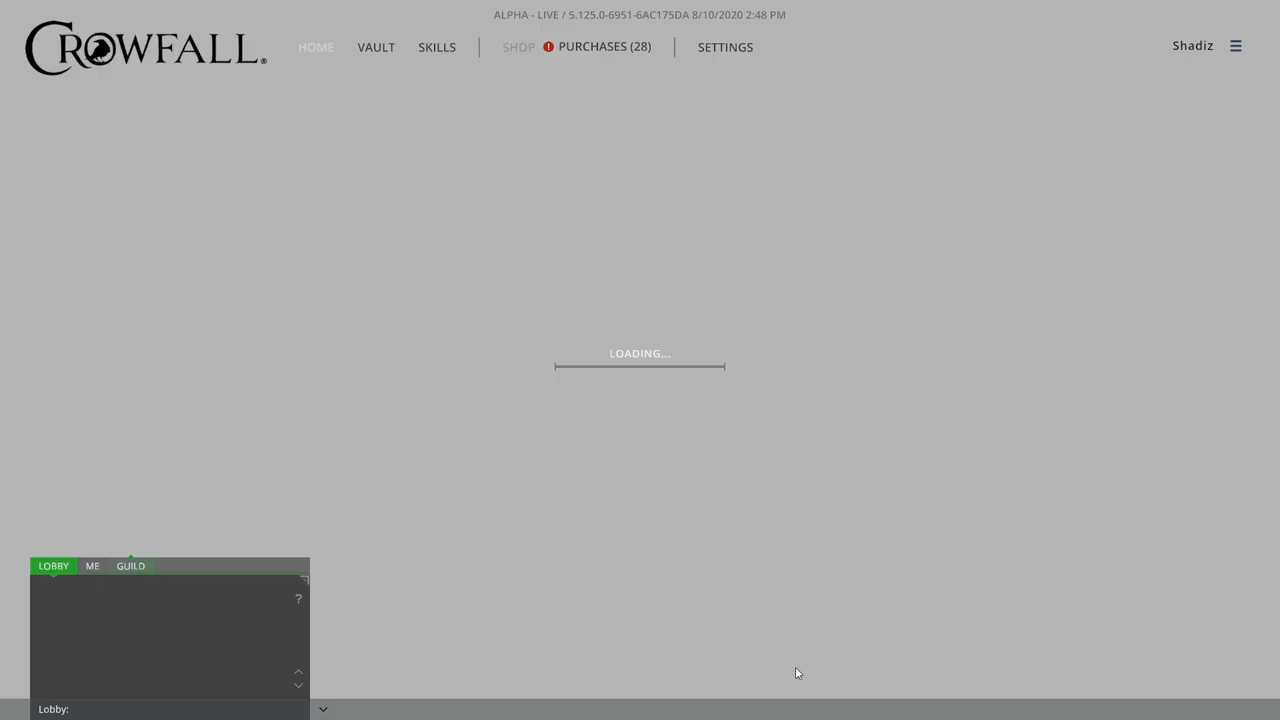 ALPHA - LIVE / 5.125.0-6951-6AC175DA 8/10/2020 2:48 PM
CROWFALL®
HOME VAULT SKILLS SHOP PURCHASES (28) SETTINGS
Shadiz
LOADING...
LOBBY ME GUILD
?
Lobby: